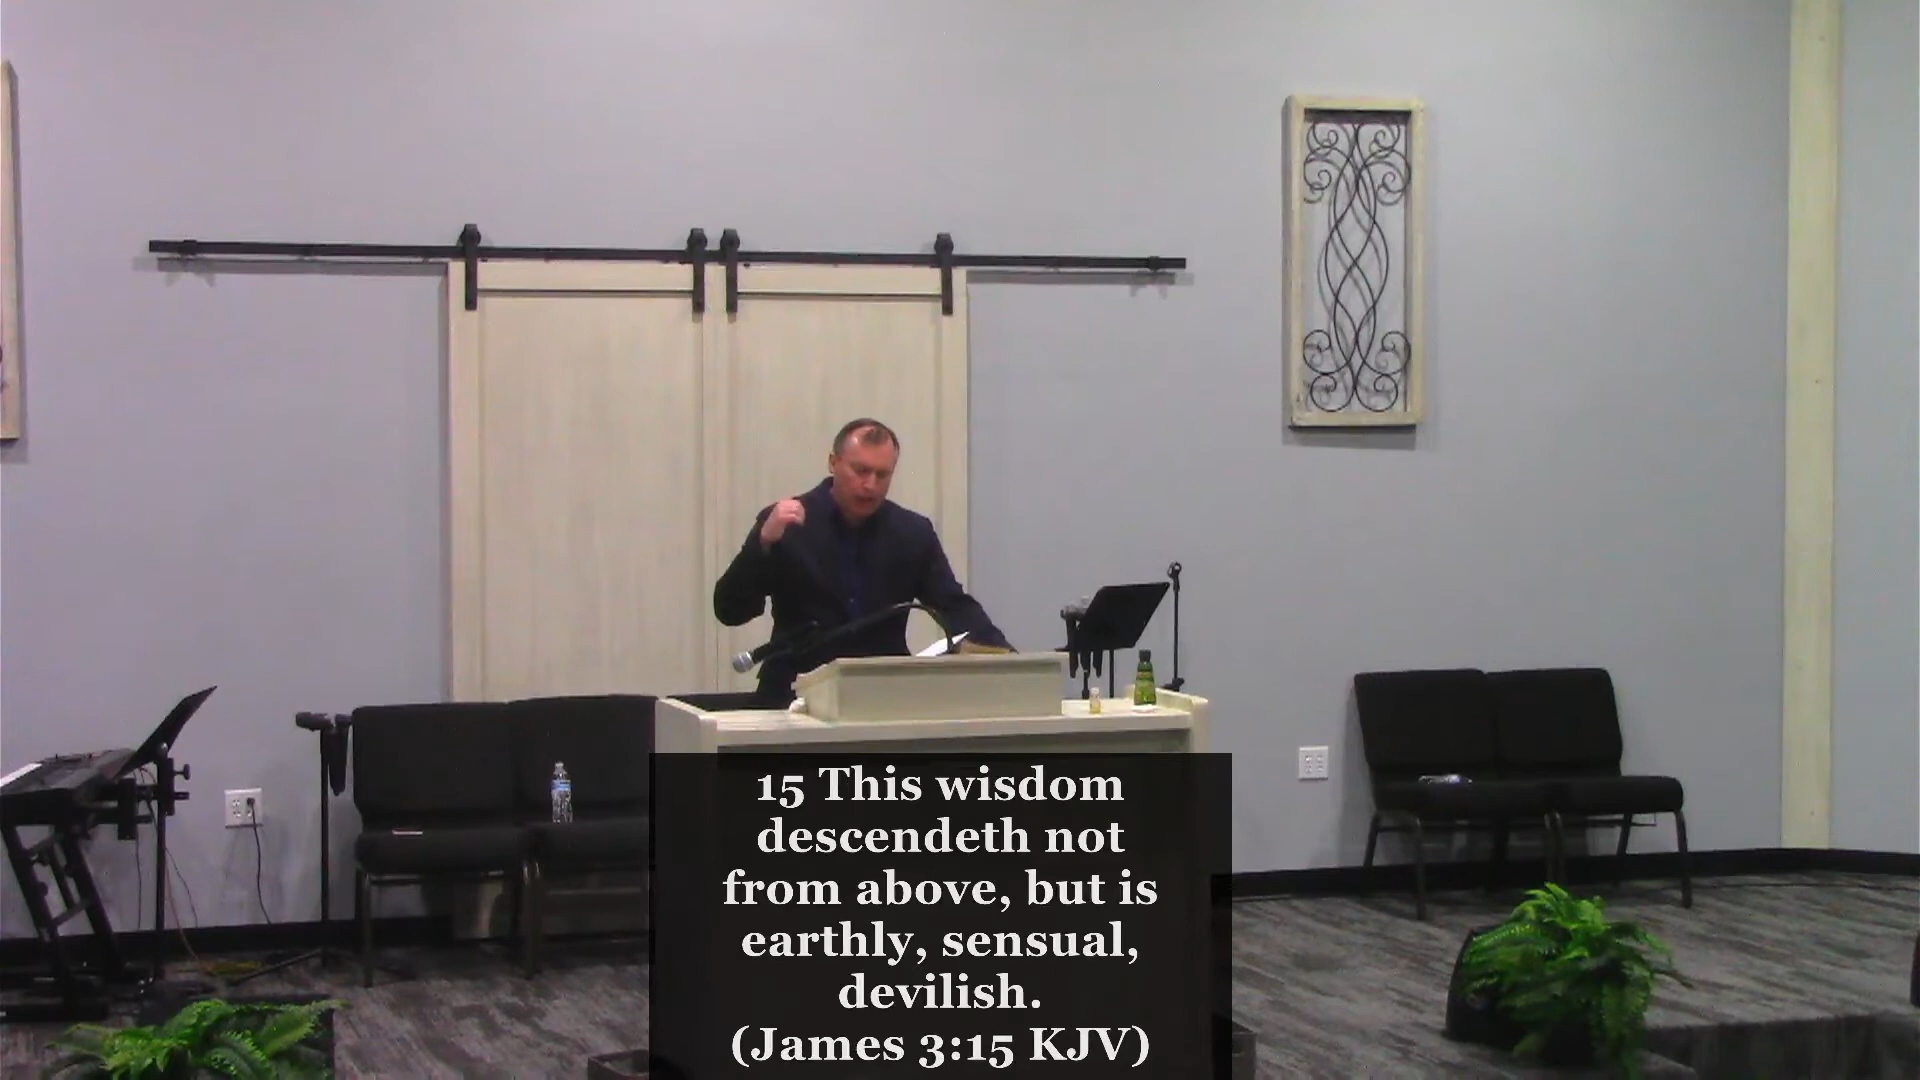 15 This wisdom
descendeth not
from above, but is
earthly, sensual,
devilish.
(James 3:15 KJV)